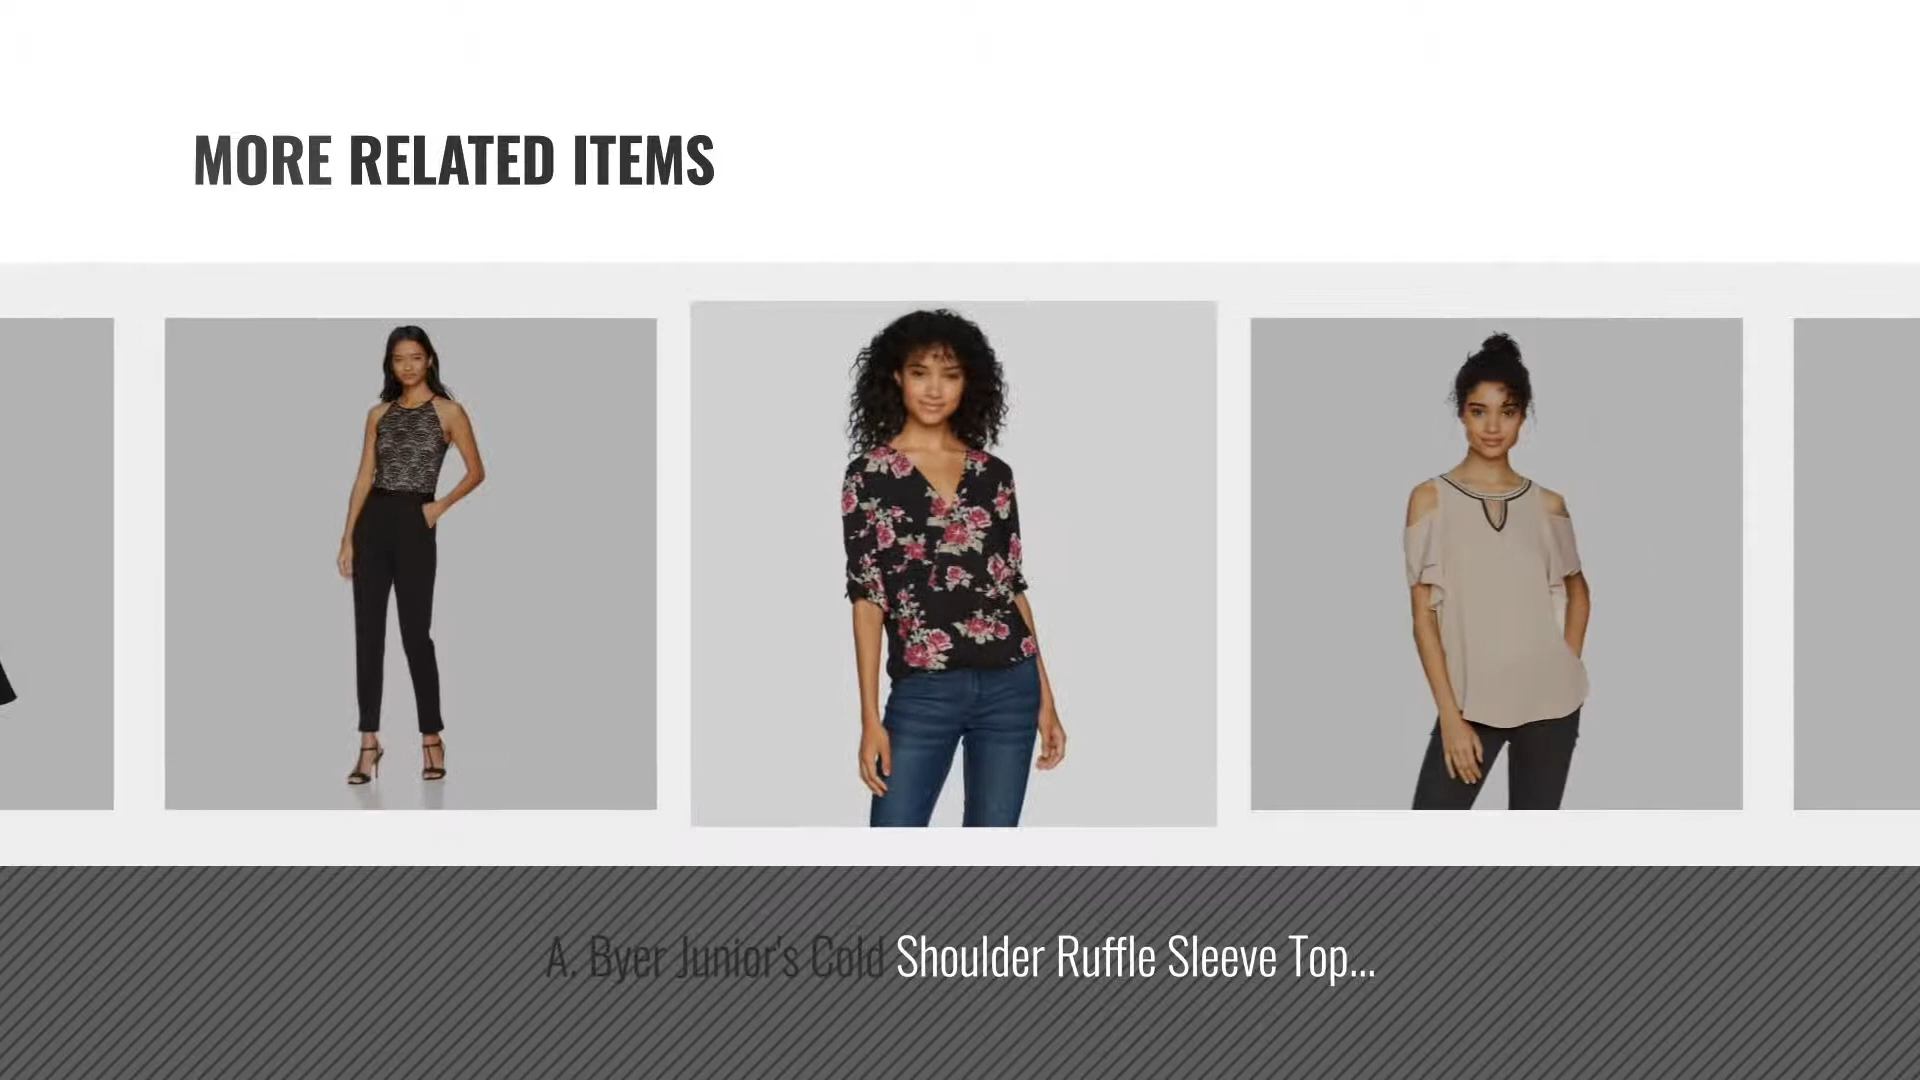 MORE RELATED ITEMS
A. Byer Junior's Cold Shoulder Ruffle Sleeve Top...